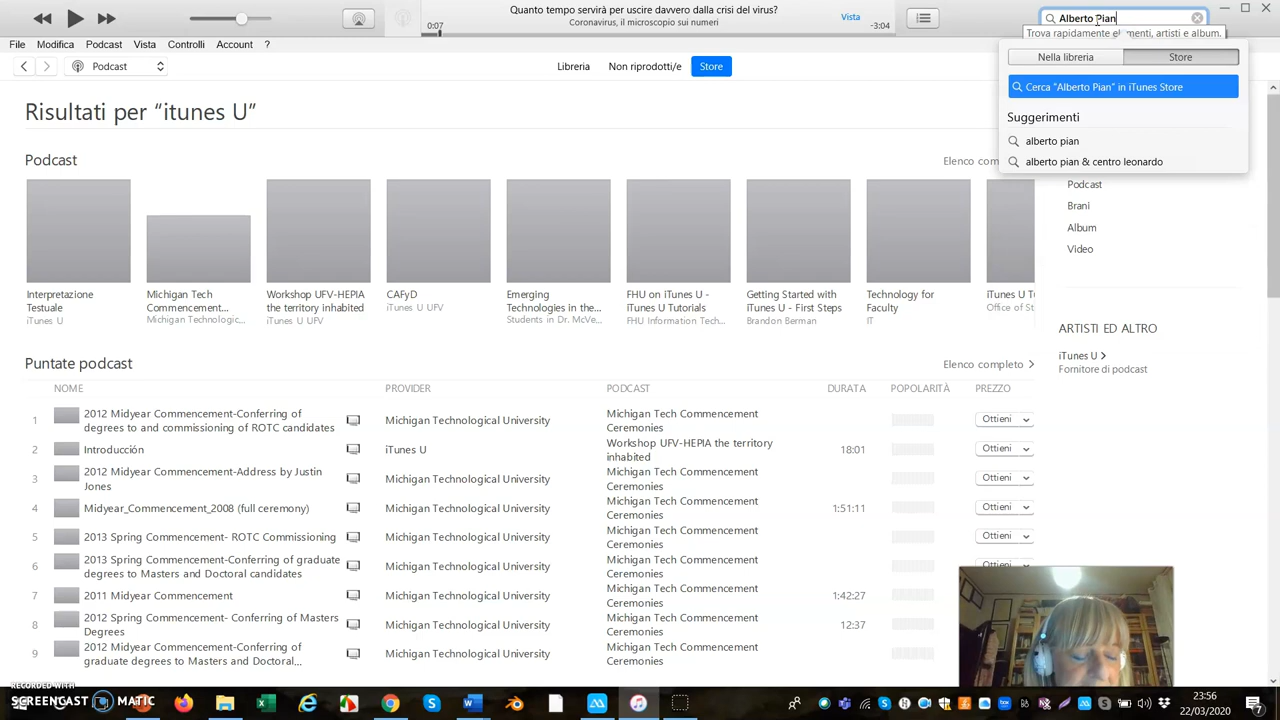 Quanto tempo servirà per uscire davvero dalla crisi del virus?
0:07
Coronavirus, il microscopio sui numeri
Vista
-3:04
Alberto Pian
Trova rapidamente elementi, artisti e album.
File Modifica Podcast Vista Controlli Account ?
Nella libreria Store
Podcast
Libreria Non riprodotti/e Store
Cerca "Alberto Pian" in iTunes Store
Risultati per “itunes U”
Suggerimenti
alberto pian
alberto pian & centro leonardo
Podcast
Elenco
Podcast
Brani
Album
Video
Interpretazione
Testuale
iTunes U
Michigan Tech
Commencement...
Michigan Technologic...
Workshop UFV-HEPIA
the territory inhabited
iTunes U UFV
CAFyD
iTunes U UFV
Emerging
Technologies in the...
Students in Dr. McVe...
FHU on iTunes U -
iTunes U Tutorials
FHU Information Tech...
Getting Started with
iTunes U - First Steps
Brandon Berman
Technology for
Faculty
IT
iTunes U
Office of
ARTISTI ED ALTRO
iTunes U
Fornitore di podcast
Puntate podcast
Elenco completo
NOME PROVIDER PODCAST DURATA POPOLARITÀ PREZZO
1 2012 Midyear Commencement-Conferring of
degrees to and commissioning of ROTC candidates
Michigan Technological University
Michigan Tech Commencement
Ceremonies
Ottieni
2 Introducción
iTunes U
Workshop UFV-HEPIA the territory
inhabited
18:01
Ottieni
3 2012 Midyear Commencement-Address by Justin
Jones
Michigan Technological University
Michigan Tech Commencement
Ceremonies
Ottieni
4 Midyear_Commencement_2008 (full ceremony)
Michigan Technological University
Michigan Tech Commencement
Ceremonies
1:51:11
Ottieni
5 2013 Spring Commencement- ROTC Commissioning
Michigan Technological University
Michigan Tech Commencement
Ceremonies
Ottieni
6 2013 Spring Commencement-Conferring of graduate
degrees to Masters and Doctoral candidates
Michigan Technological University
Michigan Tech Commencement
Ceremonies
Ottieni
7 2011 Midyear Commencement
Michigan Technological University
Michigan Tech Commencement
Ceremonies
1:42:27
8 2012 Spring Commencement- Conferring of Masters
Degrees
Michigan Technological University
Michigan Tech Commencement
Ceremonies
12:37
9 2012 Midyear Commencement-Conferring of
graduate degrees to Masters and Doctoral...
Michigan Technological University
Michigan Tech Commencement
Ceremonies
RECORDED WITH
SCREENCAST MATIC
23:56
22/03/2020
7